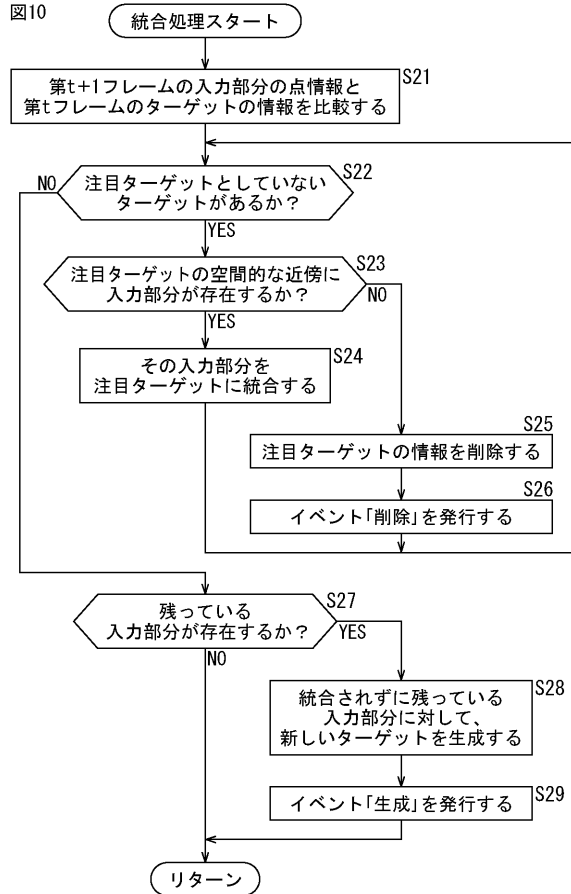 図10
統合処理スタート
第t+1フレームの入力部分の点情報と
第tフレームのターゲットの情報を比較する
S21
注目ターゲットとしていない
ターゲットがあるか？
S22
NO
YES
注目ターゲットの空間的な近傍に
入力部分が存在するか？
S23
NO
YES
その入力部分を
注目ターゲットに統合する
S24
S25
注目ターゲットの情報を削除する
S26
イベント「削除」を発行する
残っている
入力部分が存在するか？
S27
YES
NO
統合されずに残っている
入力部分に対して、
新しいターゲットを生成する
S28
イベント「生成」を発行する
S29
リターン